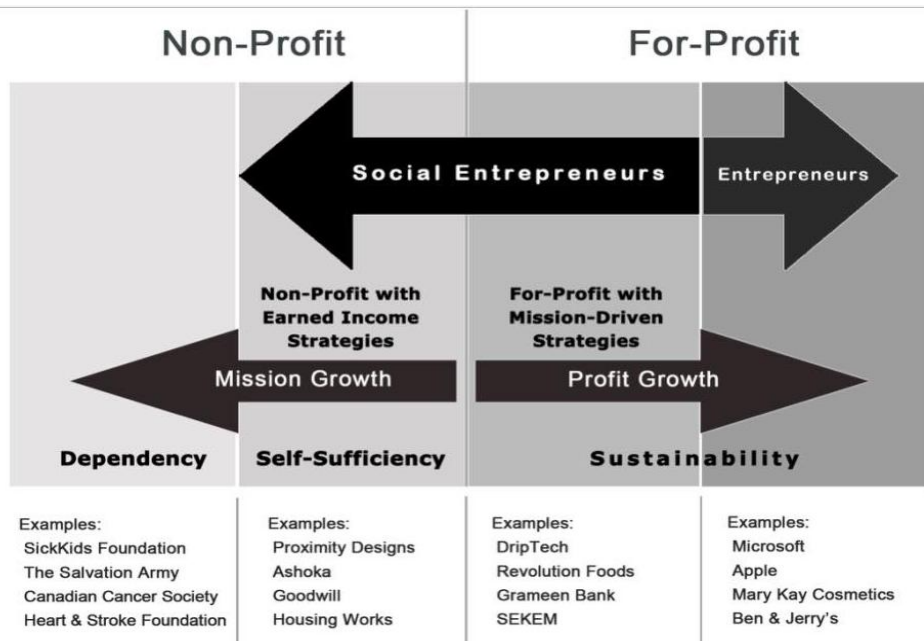 Non-Profit
For-Profit
Social Entrepreneurs
Entrepreneurs
Non-Profit with
Earned Income
Strategies
For-Profit with
Mission-Driven
Strategies
Mission Growth
Profit Growth
Dependency
Self-Sufficiency
Sustainability
Examples:
SickKids Foundation
The Salvation Army
Canadian Cancer Society
Heart & Stroke Foundation
Examples:
Proximity Designs
Ashoka
Goodwill
Housing Works
Examples:
DripTech
Revolution Foods
Grameen Bank
SEKEM
Examples:
Microsoft
Apple
Mary Kay Cosmetics
Ben & Jerry's